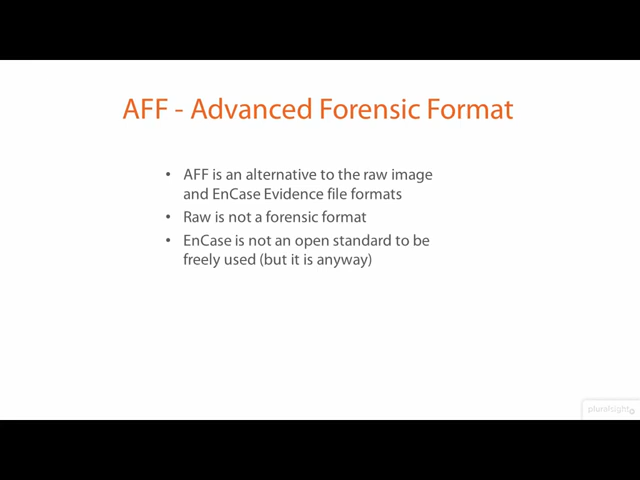 AFF - Advanced Forensic Format
• AFF is an alternative to the raw image
and EnCase Evidence file formats
• Raw is not a forensic format
• EnCase is not an open standard to be
freely used (but it is anyway)
pluralsight